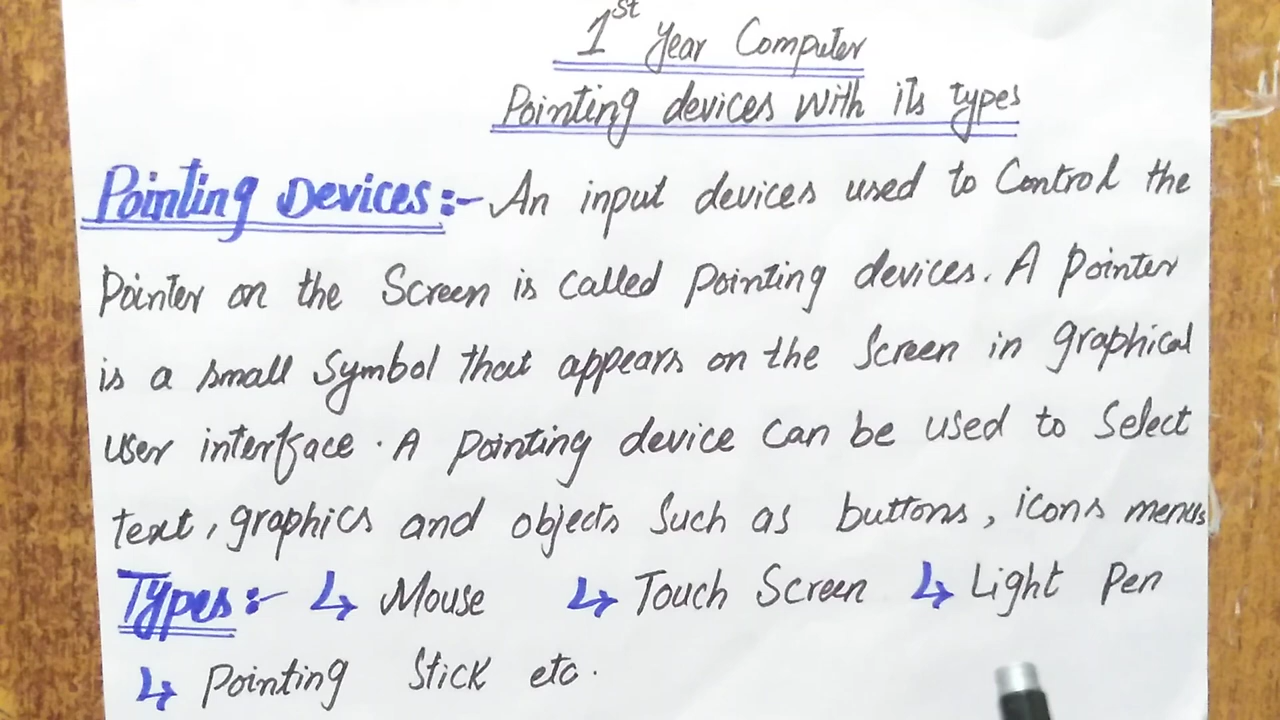 1st Year Computer
Pointing devices with its types
Pointing Devices:- An input devices used to Control the
Pointer on the Screen is called pointing devices. A pointer
is a small Symbol that appears on the Screen in graphical
user interface. A pointing device can be used to Select
text, graphics and objects Such as buttons, icons menus
Types:- ↳ Mouse ↳ Touch Screen ↳ Light Pen
↳ Pointing Stick etc.